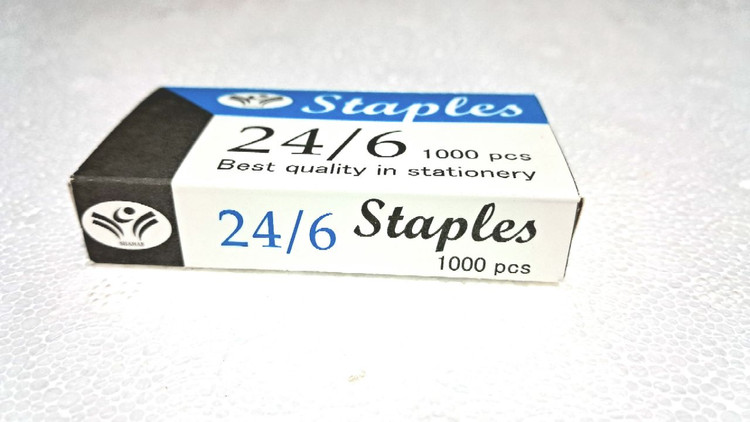 Staples
24/6 1000 pcs
Best quality in stationery
24/6 Staples
1000 pcs